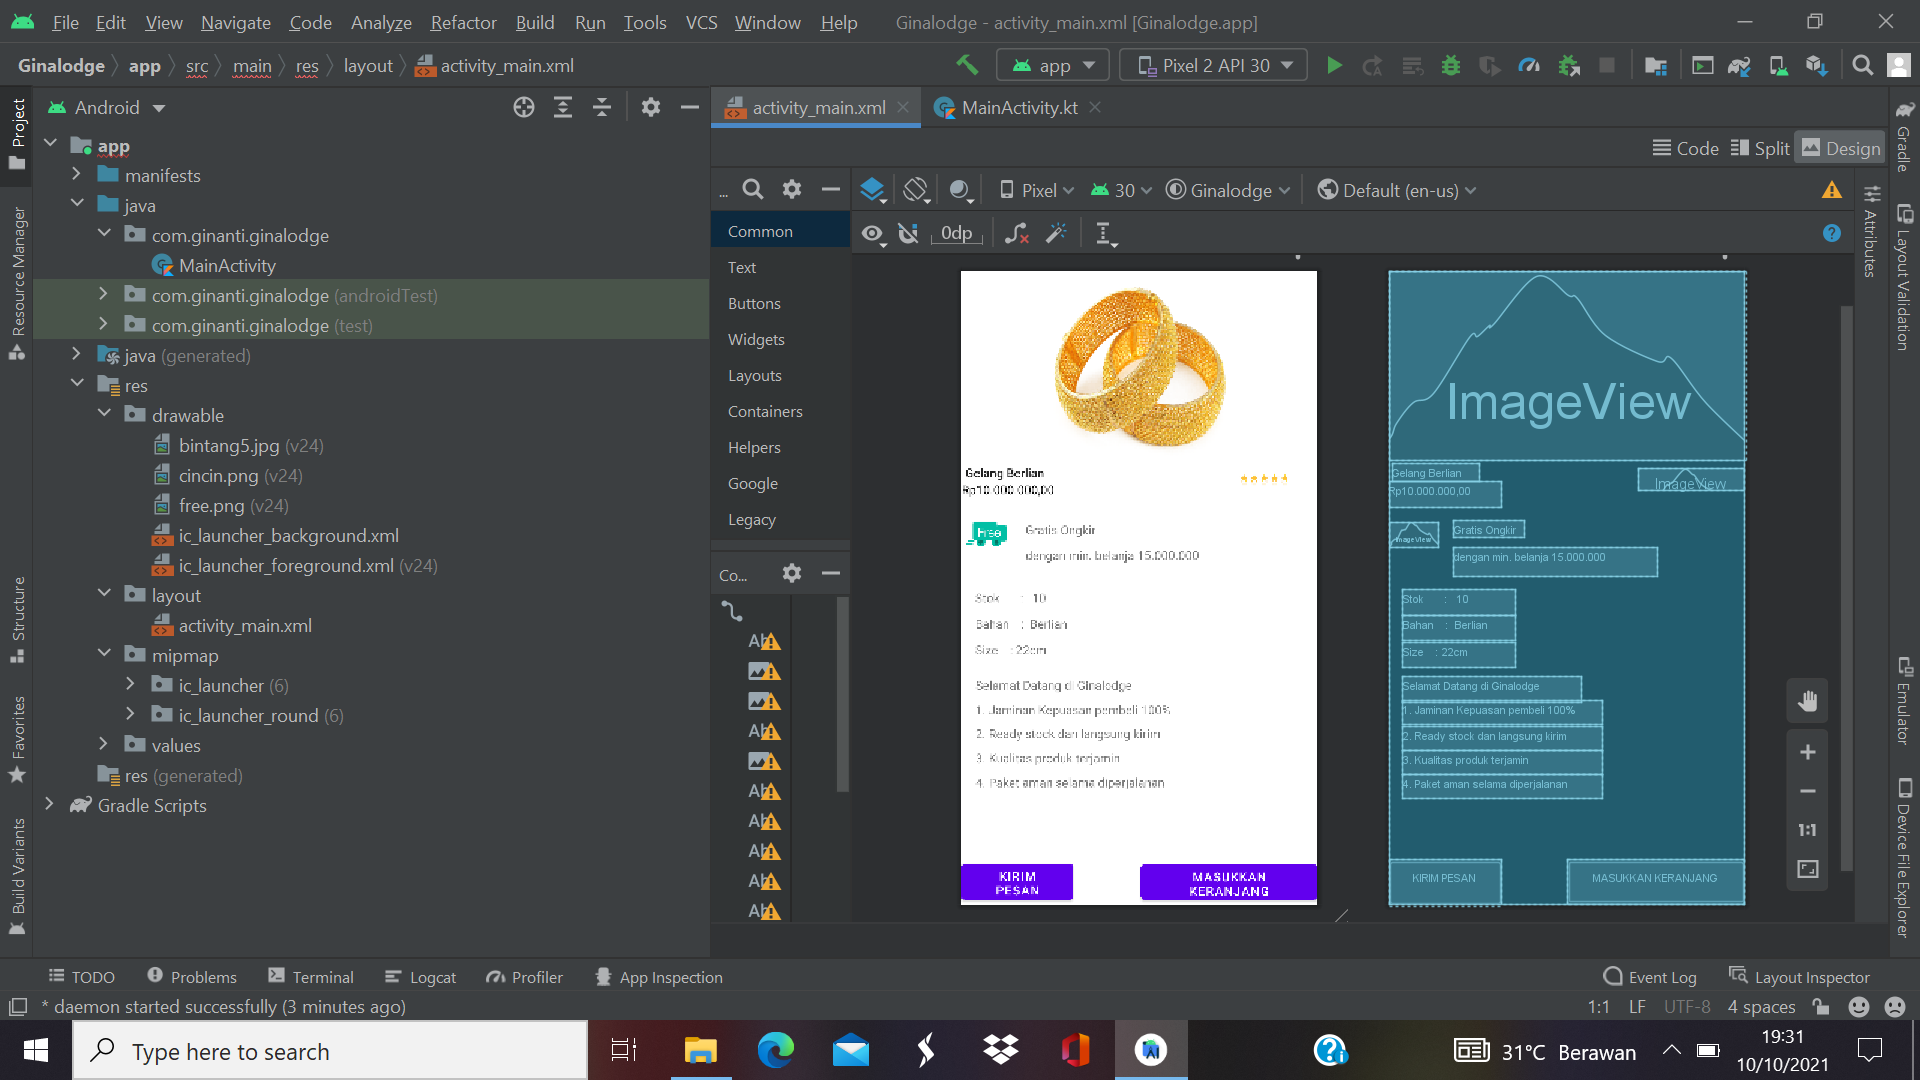 File Edit View Navigate Code Analyze Refactor Build Run Tools VCS Window Help Ginalodge - activity_main.xml [Ginalodge.app]
Ginalodge app src main res layout activity_main.xml app Pixel 2 API 30
Android
activity_main.xml MainActivity.kt
Code Split Design
Project
Resource Manager
Structure
Favorites
Build Variants
app
manifests
java
com.ginanti.ginalodge
MainActivity
com.ginanti.ginalodge (androidTest)
com.ginanti.ginalodge (test)
java (generated)
res
drawable
bintang5.jpg (v24)
cincin.png (v24)
free.png (v24)
ic_launcher_background.xml
ic_launcher_foreground.xml (v24)
layout
activity_main.xml
mipmap
ic_launcher (6)
ic_launcher_round (6)
values
res (generated)
Gradle Scripts
... Pixel 30 Ginalodge Default (en-us)
0dp
Common
Text
Buttons
Widgets
Layouts
Containers
Helpers
Google
Legacy
Co...
Ab
Ab
Ab
Ab
Ab
Ab
Ab
Gelang Berlian
Rp10.000.000,00
Free
Gratis Ongkir
dengan min. belanja 15.000.000
Stok : 10
Bahan : Berlian
Size : 22cm
Selamat Datang di Ginalodge
1. Jaminan Kepuasan pembeli 100%
2. Ready stock dan langsung kirim
3. Kualitas produk terjamin
4. Paket aman selama diperjalanan
KIRIM
PESAN
MASUKKAN
KERANJANG
ImageView
Gelang Berlian
Rp10.000.000,00
ImageView
ImageView
Gratis Ongkir
dengan min. belanja 15.000.000
Stok : 10
Bahan : Berlian
Size : 22cm
Selamat Datang di Ginalodge
1. Jaminan Kepuasan pembeli 100%
2. Ready stock dan langsung kirim
3. Kualitas produk terjamin
4. Paket aman selama diperjalanan
KIRIM PESAN
MASUKKAN KERANJANG
1:1
Attributes
Gradle
Layout Validation
Emulator
Device File Explorer
TODO Problems Terminal Logcat Profiler App Inspection Event Log Layout Inspector
* daemon started successfully (3 minutes ago) 1:1 LF UTF-8 4 spaces
Type here to search
31°C Berawan
19:31
10/10/2021